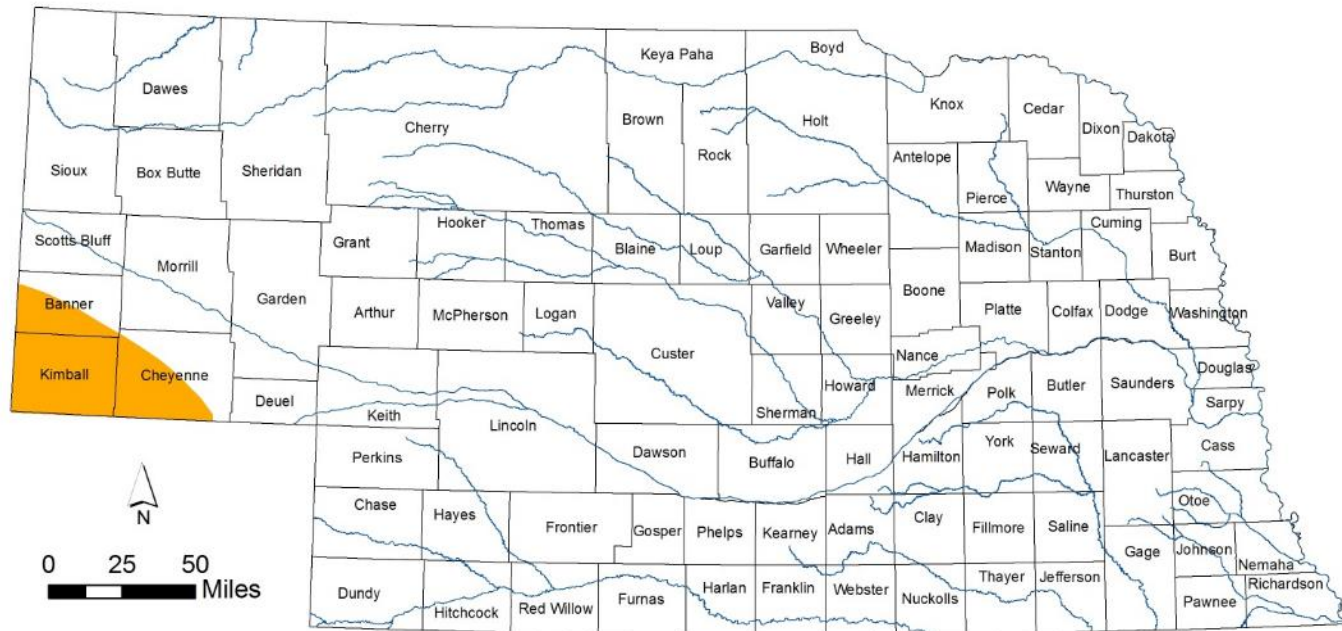 Keya Paha
Boyd
Dawes
Knox
Cedar
Cherry
Brown
Holt
Dixon
Dakota
Rock
Sioux
Box Butte
Sheridan
Antelope
Pierce
Wayne
Thurston
Scotts Bluff
Morrill
Grant
Hooker
Thomas
Blaine
Loup
Garfield
Wheeler
Madison
Stanton
Cuming
Burt
Banner
Garden
Arthur
McPherson
Logan
Custer
Valley
Greeley
Boone
Platte
Colfax
Dodge
Washington
Kimball
Cheyenne
Deuel
Keith
Lincoln
Sherman
Howard
Nance
Merrick
Polk
Butler
Saunders
Douglas
Sarpy
Perkins
Dawson
Buffalo
Hall
Hamilton
York
Seward
Lancaster
Cass
Chase
Hayes
Frontier
Gosper
Phelps
Kearney
Adams
Clay
Fillmore
Saline
Otoe
Gage
Johnson
Nemaha
Dundy
Hitchcock
Red Willow
Furnas
Harlan
Franklin
Webster
Nuckolls
Thayer
Jefferson
Pawnee
Richardson
N
0 25 50
Miles